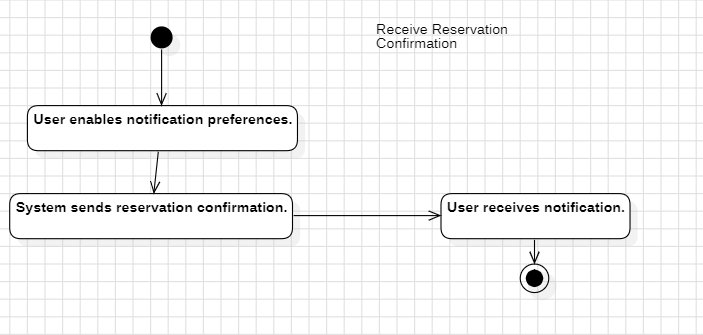 Receive Reservation
Confirmation
User enables notification preferences.
System sends reservation confirmation.
User receives notification.